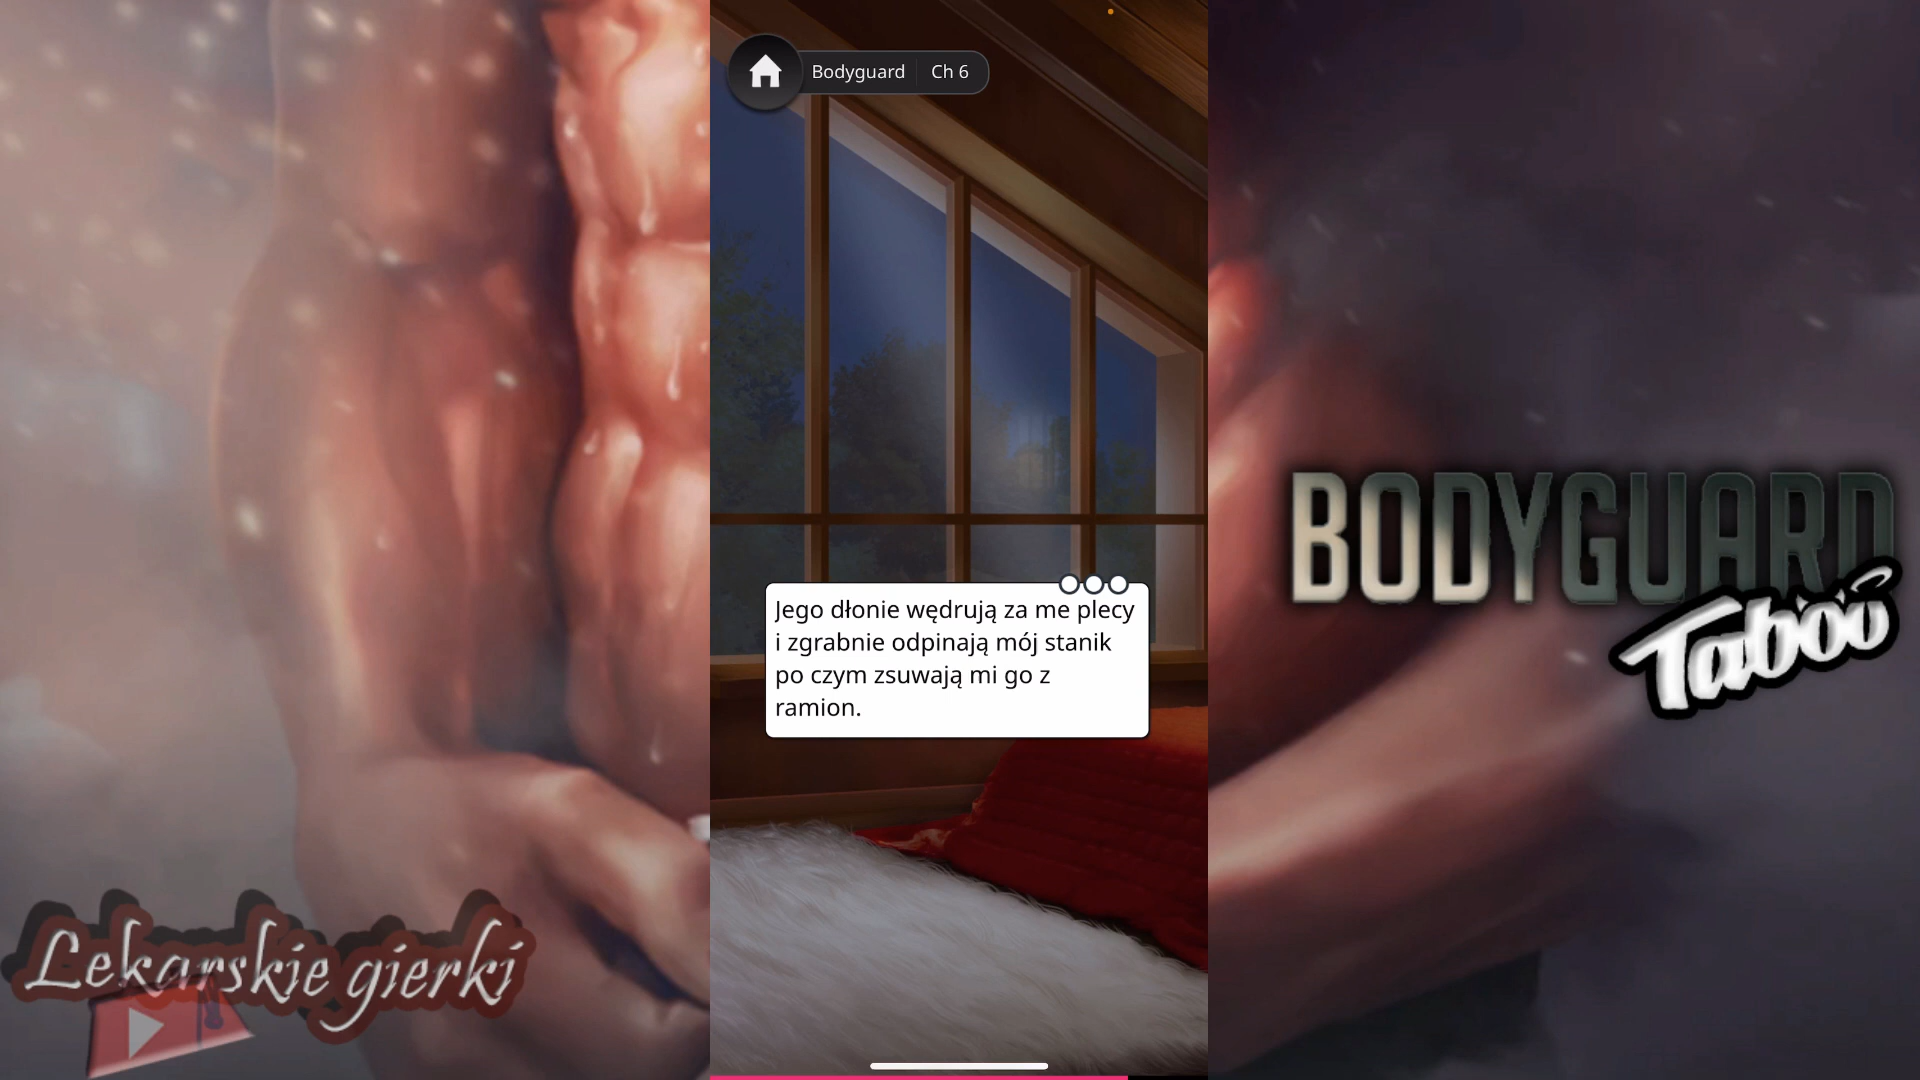 Bodyguard Ch 6
Jego dłonie wędrują za me plecy
i zgrabnie odpinają mój stanik
po czym zsuwają mi go z
ramion.
BODYGUARD
Taboo
Lekarskie gierki